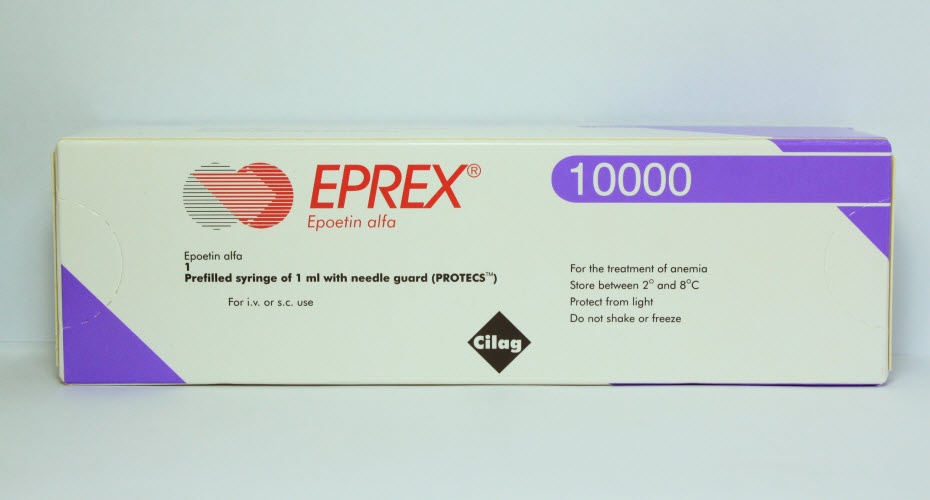 EPREX®
Epoetin alfa
10000
Epoetin alfa
1
Prefilled syringe of 1 ml with needle guard (PROTECS™)
For i.v. or s.c. use
For the treatment of anemia
Store between 2° and 8°C
Protect from light
Do not shake or freeze
Cilag